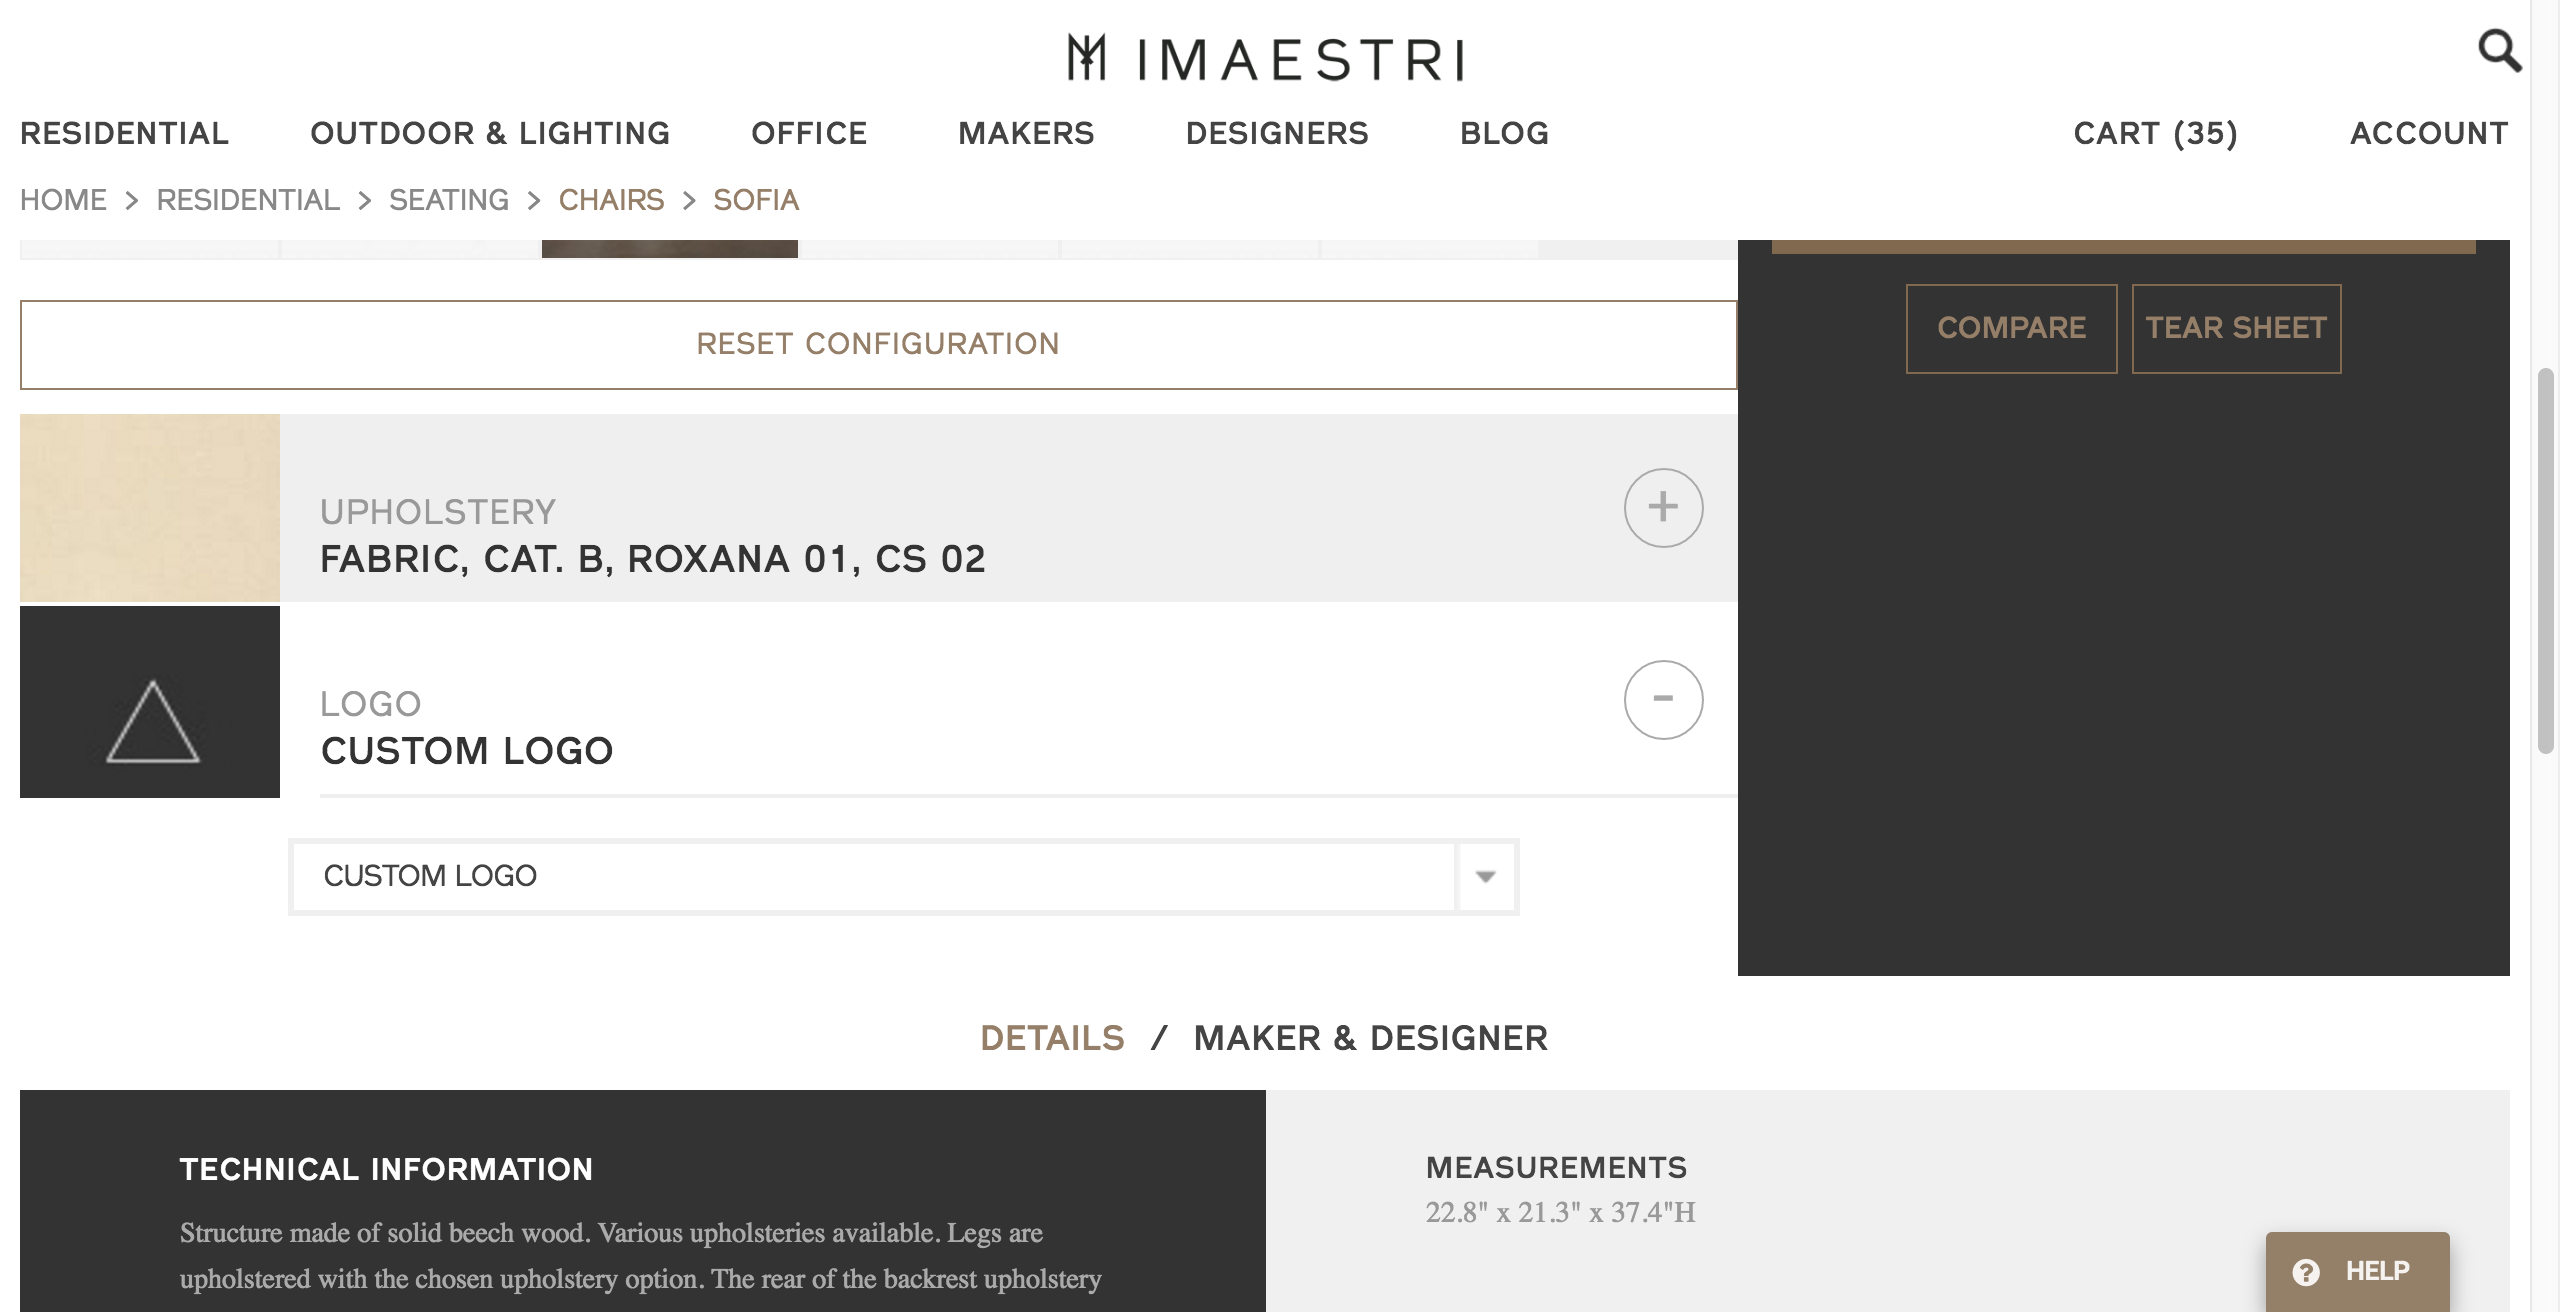 IMAESTRI
RESIDENTIAL OUTDOOR & LIGHTING OFFICE MAKERS DESIGNERS BLOG CART (35) ACCOUNT
HOME > RESIDENTIAL > SEATING > CHAIRS > SOFIA
RESET CONFIGURATION
COMPARE TEAR SHEET
UPHOLSTERY
FABRIC, CAT. B, ROXANA 01, CS 02
+
LOGO
CUSTOM LOGO
-
CUSTOM LOGO
DETAILS / MAKER & DESIGNER
TECHNICAL INFORMATION
Structure made of solid beech wood. Various upholsteries available. Legs are
upholstered with the chosen upholstery option. The rear of the backrest upholstery
MEASUREMENTS
22.8" x 21.3" x 37.4"H
? HELP